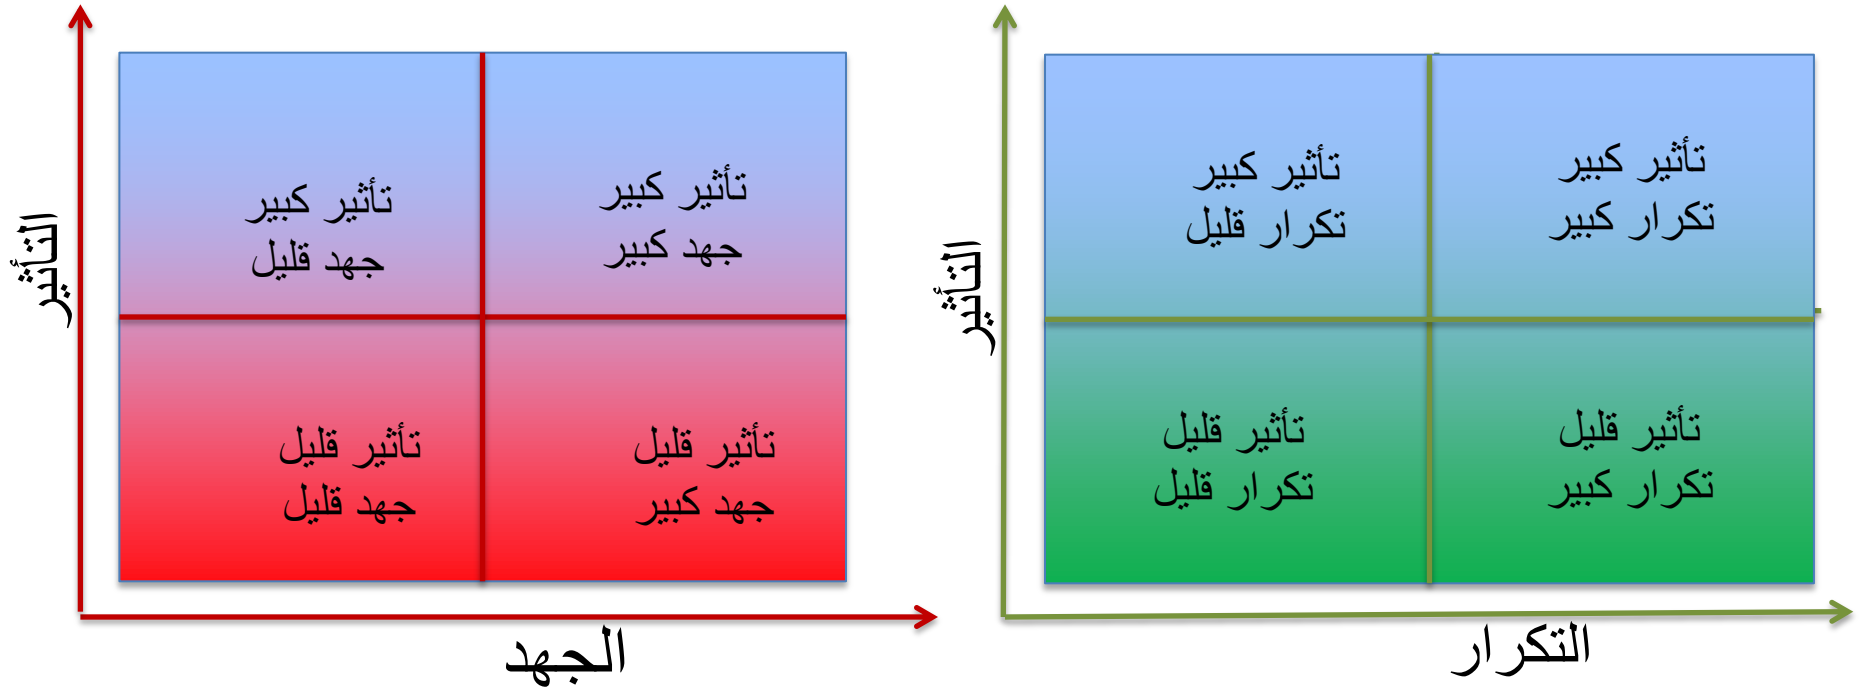 التأثير
تأثير كبير
جهد قليل
تأثير كبير
جهد كبير
تأثير قليل
جهد قليل
تأثير قليل
جهد كبير
الجهد
التأثير
تأثير كبير
تكرار قليل
تأثير كبير
تكرار كبير
تأثير قليل
تكرار قليل
تأثير قليل
تكرار كبير
التكرار